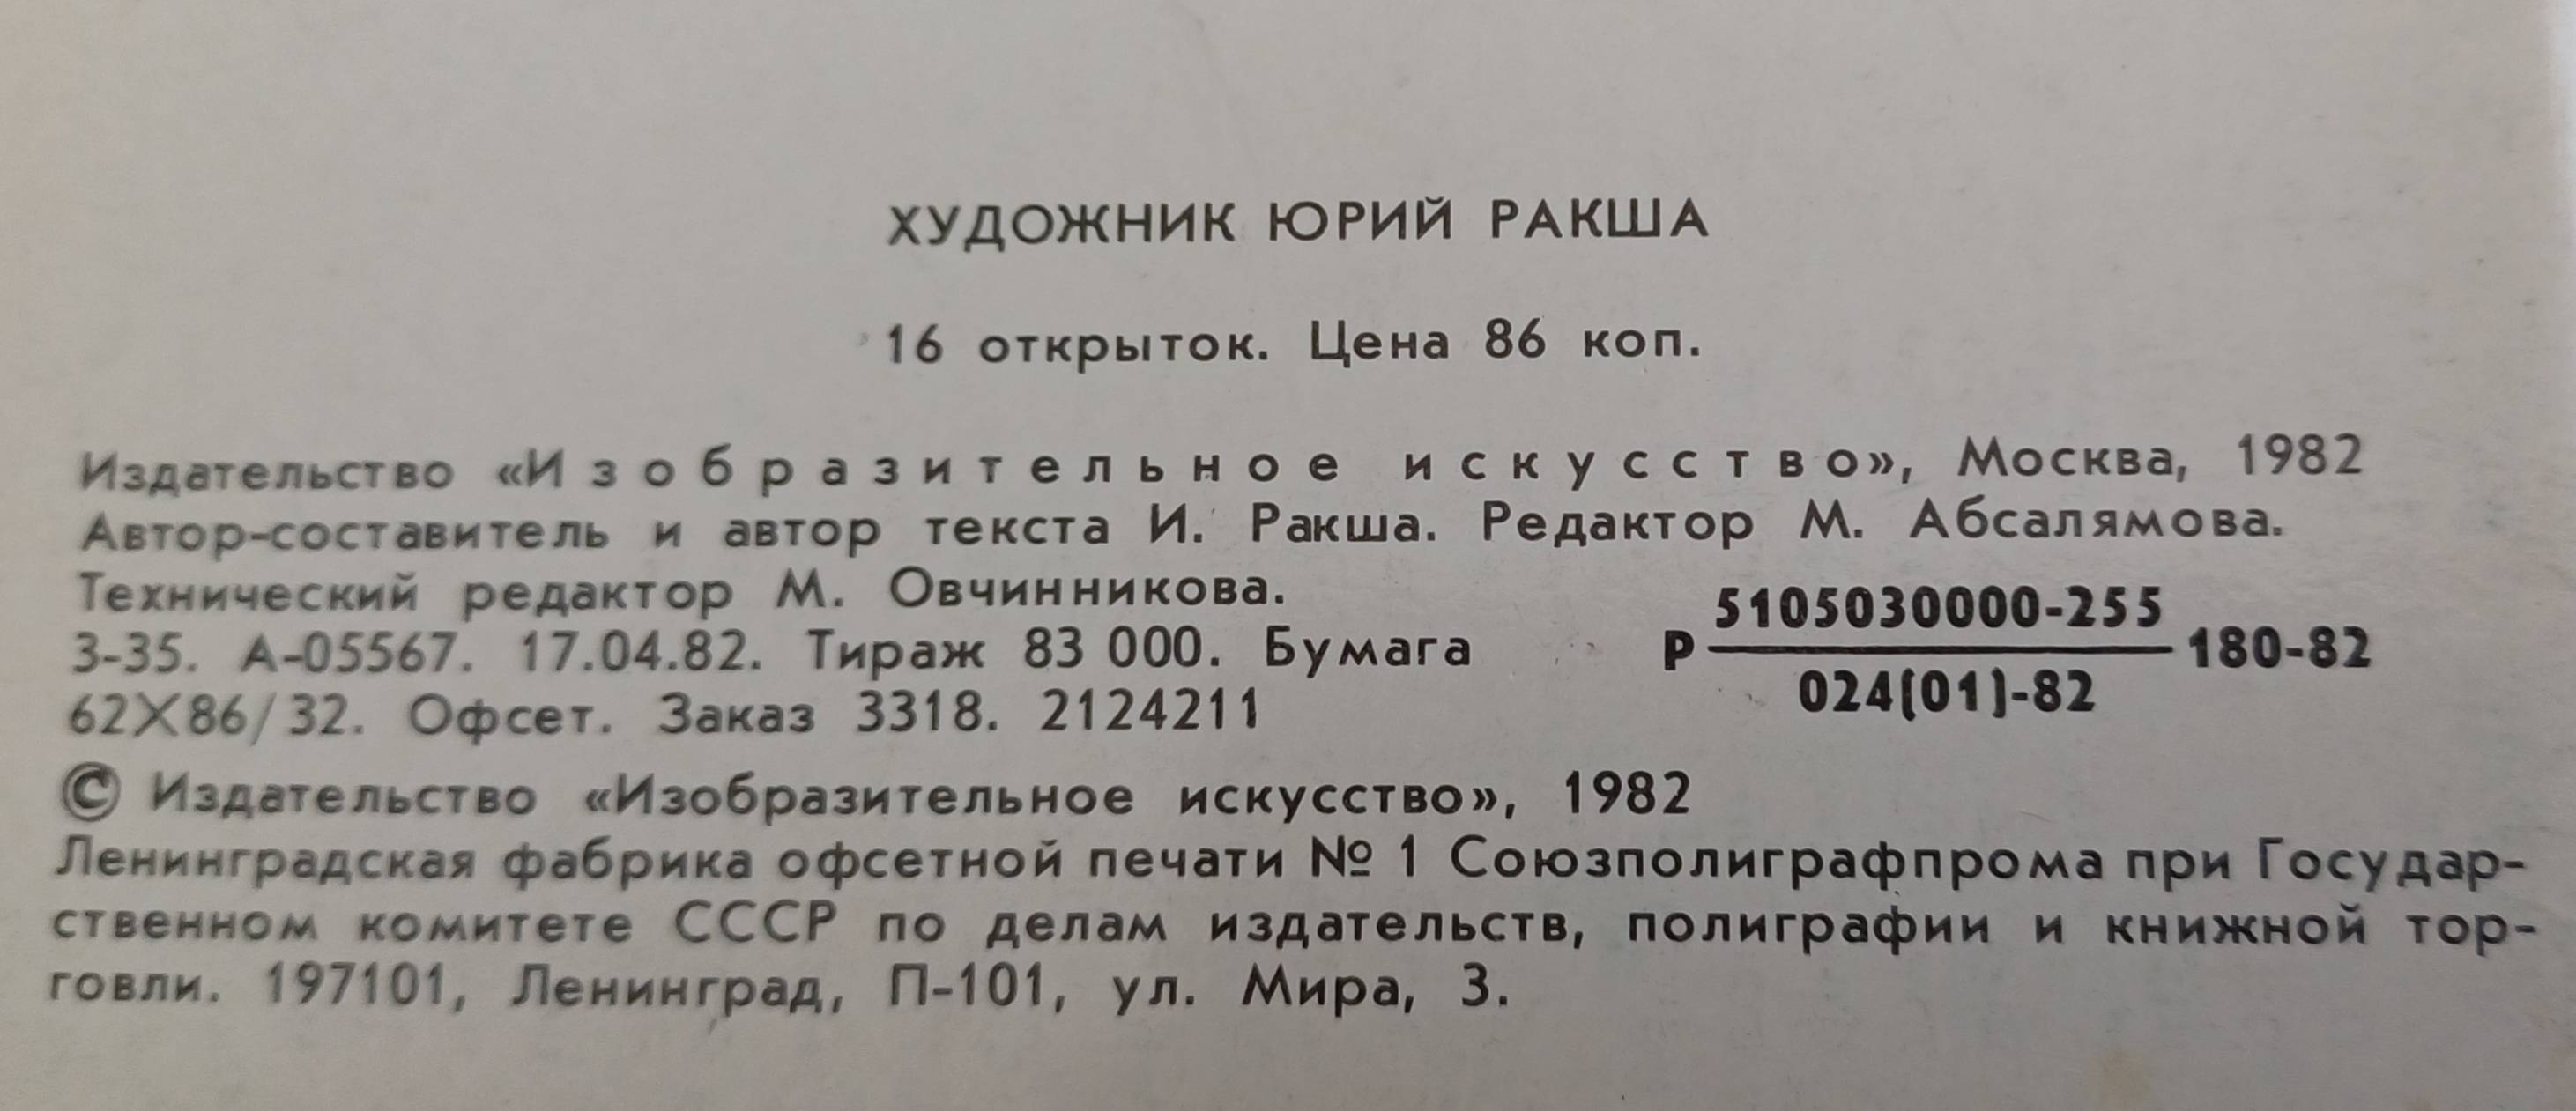 ХУДОЖНИК ЮРИЙ РАКША
16 открыток. Цена 86 коп.
Издательство «Изобразительное искусство», Москва, 1982
Автор-составитель и автор текста И. Ракша. Редактор М. Абсалямова.
Технический редактор М. Овчинникова.
3-35. А-05567. 17.04.82. Тираж 83 000. Бумага
62X86/32. Офсет. Заказ 3318. 2124211
Р 5105030000-255
024(01)-82
180-82
© Издательство «Изобразительное искусство», 1982
Ленинградская фабрика офсетной печати № 1 Союзполиграфпрома при Государ-
ственном комитете СССР по делам издательств, полиграфии и книжной тор-
говли. 197101, Ленинград, П-101, ул. Мира, 3.